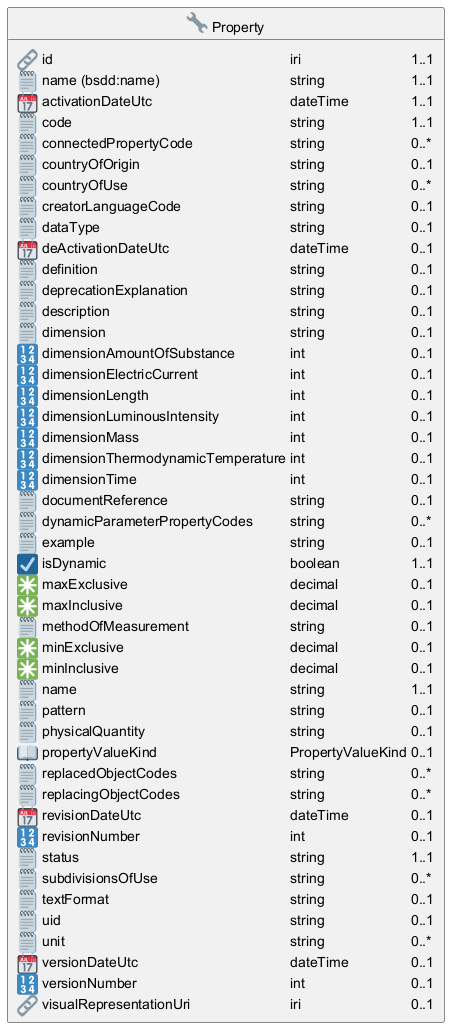 Property
id iri 1..1
name (bsdd:name) string 1..1
activationDateUtc dateTime 1..1
code string 1..1
connectedPropertyCode string 0..*
countryOfOrigin string 0..1
countryOfUse string 0..*
creatorLanguageCode string 0..1
dataType string 0..1
deActivationDateUtc dateTime 0..1
definition string 0..1
deprecationExplanation string 0..1
description string 0..1
dimension string 0..1
dimensionAmountOfSubstance int 0..1
dimensionElectricCurrent int 0..1
dimensionLength int 0..1
dimensionLuminousIntensity int 0..1
dimensionMass int 0..1
dimensionThermodynamicTemperature int 0..1
dimensionTime int 0..1
documentReference string 0..1
dynamicParameterPropertyCodes string 0..*
example string 0..1
isDynamic boolean 1..1
maxExclusive decimal 0..1
maxInclusive decimal 0..1
methodOfMeasurement string 0..1
minExclusive decimal 0..1
minInclusive decimal 0..1
name string 1..1
pattern string 0..1
physicalQuantity string 0..1
propertyValueKind PropertyValueKind 0..1
replacedObjectCodes string 0..*
replacingObjectCodes string 0..*
revisionDateUtc dateTime 0..1
revisionNumber int 0..1
status string 1..1
subdivisionsOfUse string 0..*
textFormat string 0..1
uid string 0..1
unit string 0..*
versionDateUtc dateTime 0..1
versionNumber int 0..1
visualRepresentationUri iri 0..1